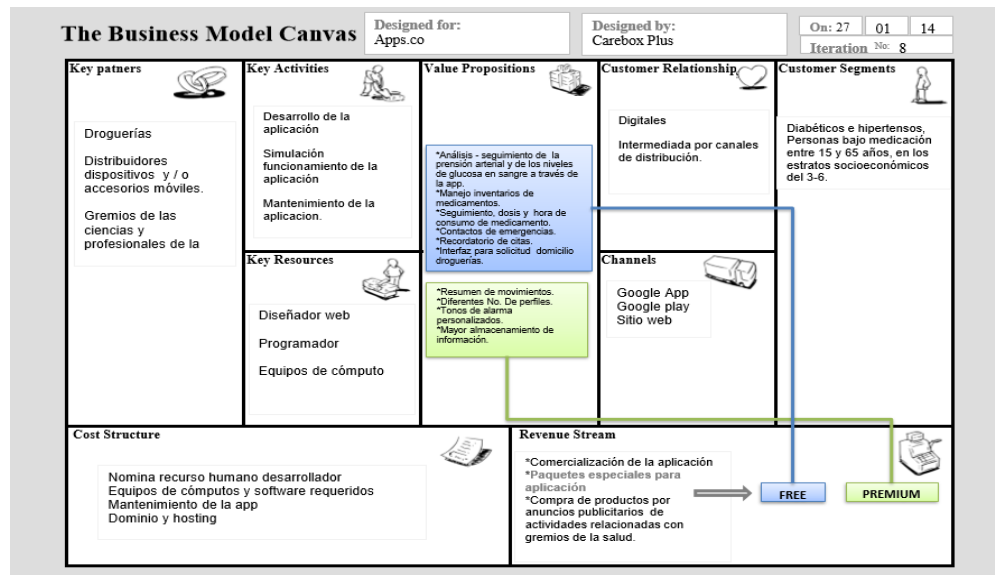 The Business Model Canvas
Designed for:
Apps.co
Designed by:
Carebox Plus
On: 27
01
14
Iteration No: 8
Key patners
Droguerías
Distribuidores
dispositivos y / o
accesorios móviles.
Gremios de las
ciencias y
profesionales de la
Key Activities
Desarrollo de la
aplicación
Simulación
funcionamiento de la
aplicación
Mantenimiento de la
aplicacion.
Key Resources
Diseñador web
Programador
Equipos de cómputo
Value Propositions
*Análisis - seguimiento de la
prensión arterial y de los niveles
de glucosa en sangre a través de
la app.
*Manejo inventarios de
medicamentos.
*Seguimiento, dosis y hora de
consumo de medicamento.
*Contactos de emergencias.
*Recordatorio de citas.
*Interfaz para solicitud domicilio
droguerías.
*Resumen de movimientos.
*Diferentes No. De perfiles.
*Tonos de alarma
personalizados.
*Mayor almacenamiento de
información.
Customer Relationship
Digitales
Intermediada por canales
de distribución.
Channels
Google App
Google play
Sitio web
Customer Segments
Diabéticos e hipertensos,
Personas bajo medicación
entre 15 y 65 años, en los
estratos socioeconómicos
del 3-6.
Cost Structure
Nomina recurso humano desarrollador
Equipos de cómputos y software requeridos
Mantenimiento de la app
Dominio y hosting
Revenue Stream
*Comercialización de la aplicación
*Paquetes especiales para
aplicación
*Compra de productos por
anuncios publicitarios de
actividades relacionadas con
gremios de la salud.
FREE
PREMIUM